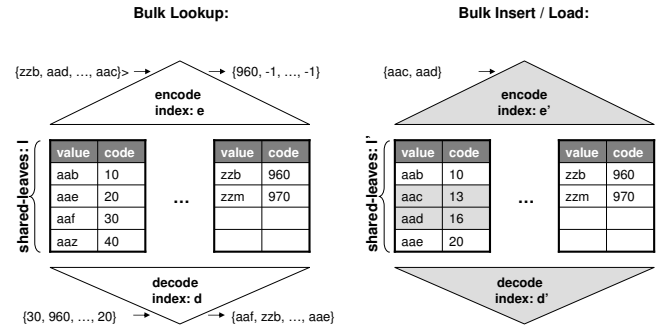 Bulk Lookup:
{zzb, aad, …, aac}>
{960, -1, …, -1}
encode
index: e
shared-leaves: l
value code
aab 10
aae 20
aaf 30
aaz 40
...
value code
zzb 960
zzm 970
decode
index: d
{30, 960, …, 20}
{aaf, zzb, …, aae}
Bulk Insert / Load:
{aac, aad}
encode
index: e'
shared-leaves: l'
value code
aab 10
aac 13
aad 16
aae 20
...
value code
zzb 960
zzm 970
decode
index: d'